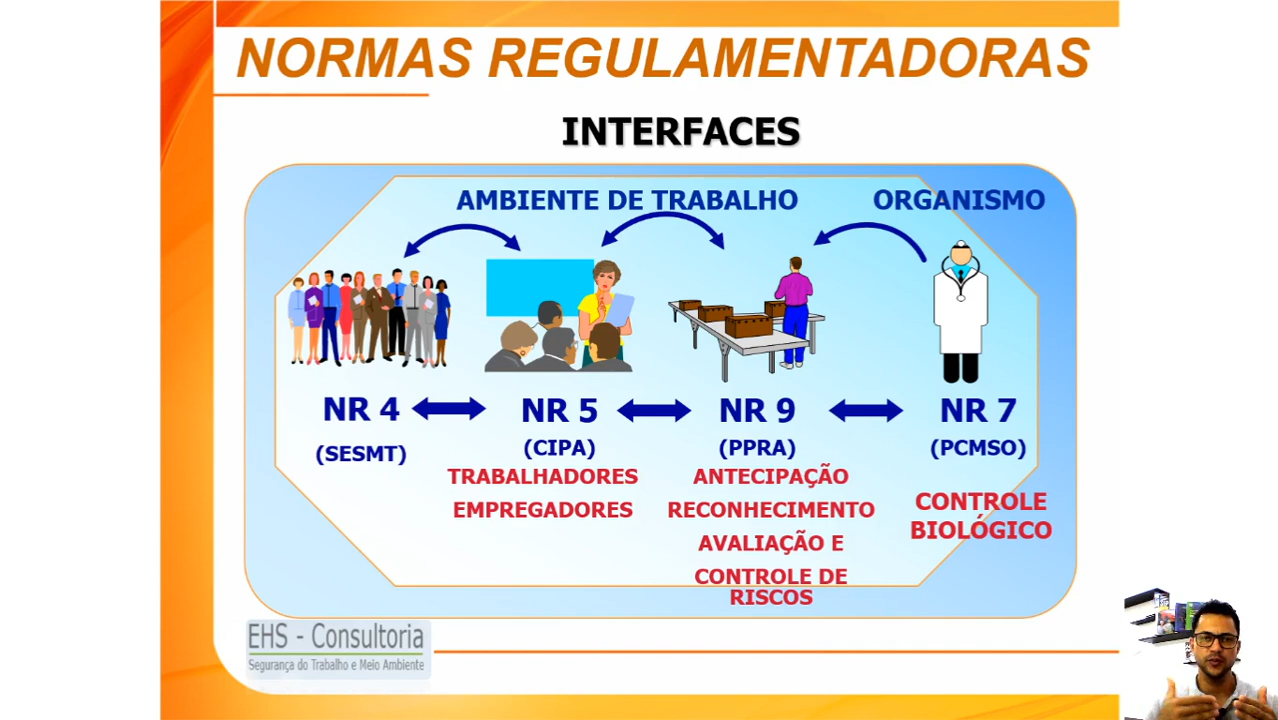 NORMAS REGULAMENTADORAS
INTERFACES
AMBIENTE DE TRABALHO
ORGANISMO
NR 4
(SESMT)
NR 5
(CIPA)
TRABALHADORES
EMPREGADORES
NR 9
(PPRA)
ANTECIPAÇÃO
RECONHECIMENTO
AVALIAÇÃO E
CONTROLE DE
RISCOS
NR 7
(PCMSO)
CONTROLE
BIOLÓGICO
EHS - Consultoria
Segurança do Trabalho e Meio Ambiente